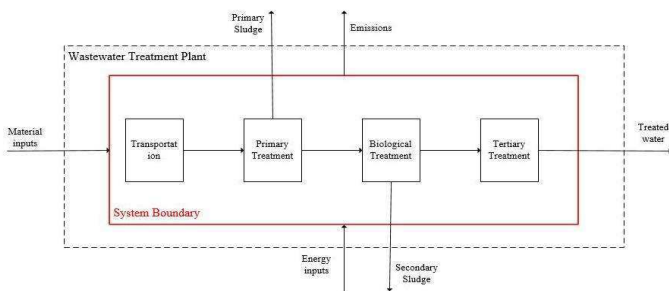 Primary
Sludge
Emissions
Wastewater Treatment Plant
Material
inputs
Transportat
ion
Primary
Treatment
Biological
Treatment
Tertiary
Treatment
Treated
water
System Boundary
Energy
inputs
Secondary
Sludge